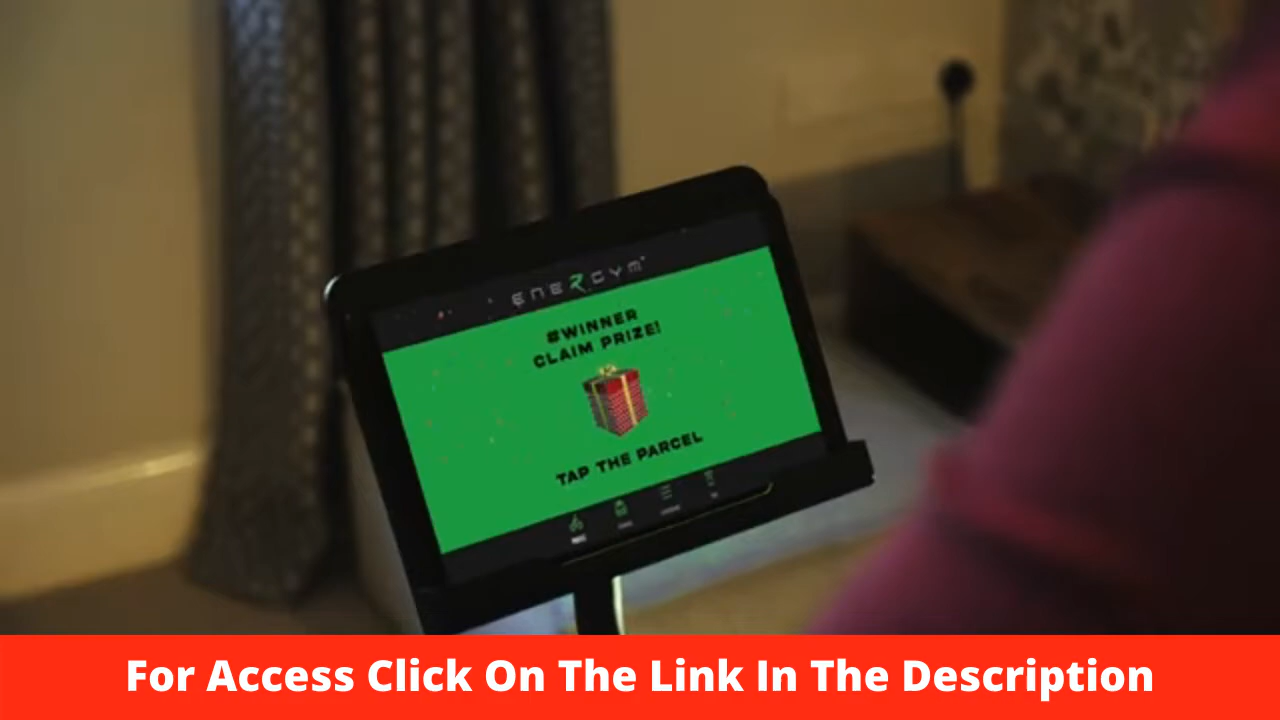 eneRGYM
#WINNER
CLAIM PRIZE!
TAP THE PARCEL
For Access Click On The Link In The Description